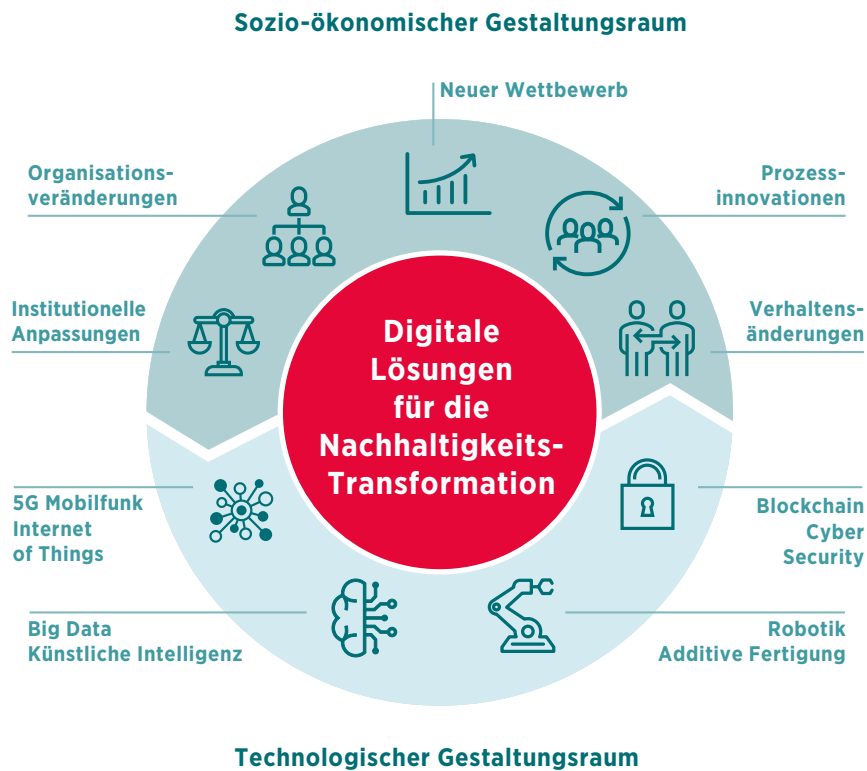 Sozio-ökonomischer Gestaltungsraum
Neuer Wettbewerb
Organisations-
veränderungen
Prozess-
innovationen
Institutionelle
Anpassungen
Verhaltens-
änderungen
Digitale
Lösungen
für die
Nachhaltigkeits-
Transformation
5G Mobilfunk
Internet
of Things
Blockchain
Cyber
Security
Big Data
Künstliche Intelligenz
Robotik
Additive Fertigung
Technologischer Gestaltungsraum